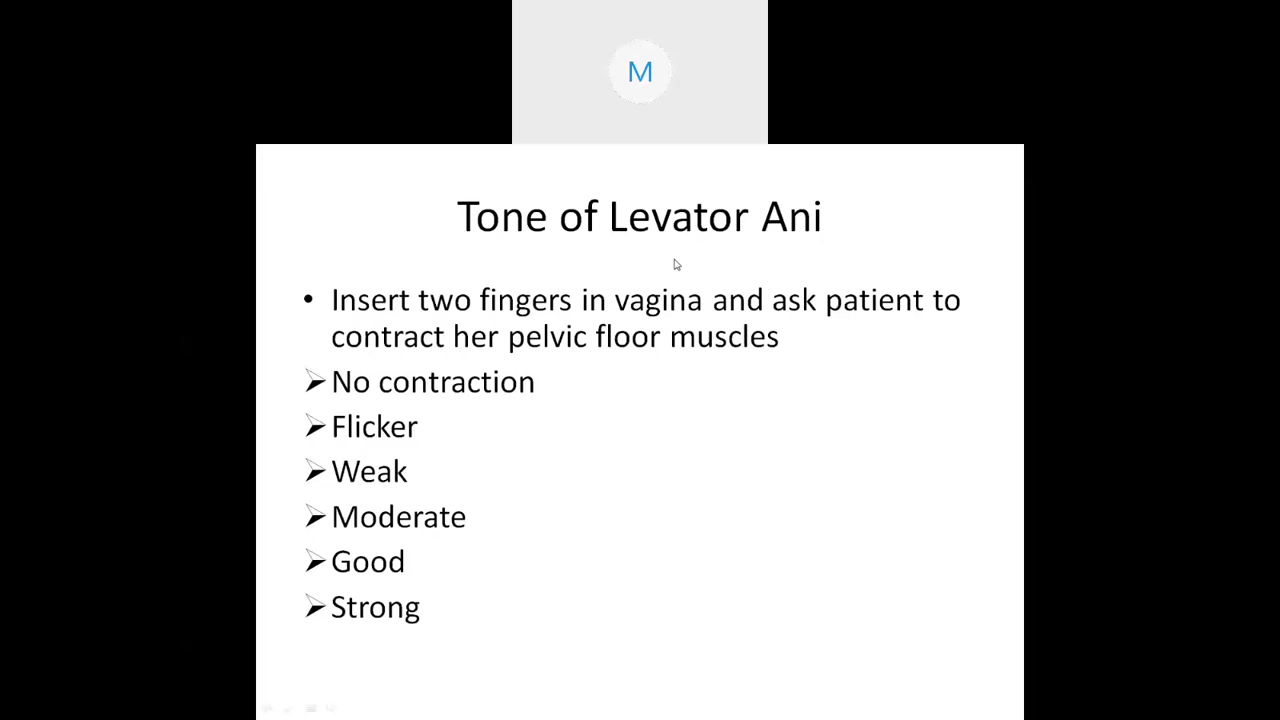 M
Tone of Levator Ani
• Insert two fingers in vagina and ask patient to
contract her pelvic floor muscles
➢ No contraction
➢ Flicker
➢ Weak
➢ Moderate
➢ Good
➢ Strong